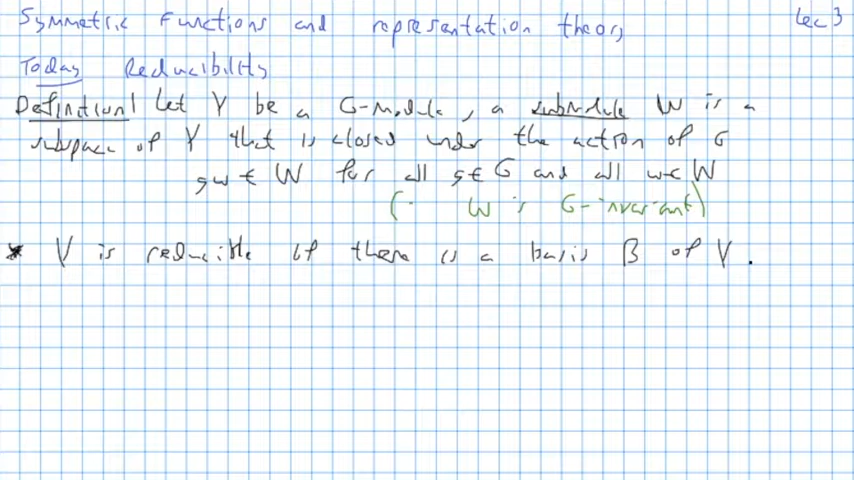 Symmetric Functions and representation theory Lec 3
Today Reducibility
Definition Let V be a G-module, a submodule W is a
subspace of V that is closed under the action of G
gw ∈ W for all g ∈ G and all w ∈ W
( W is G-invariant)
* V is reducible if there is a basis B of V.